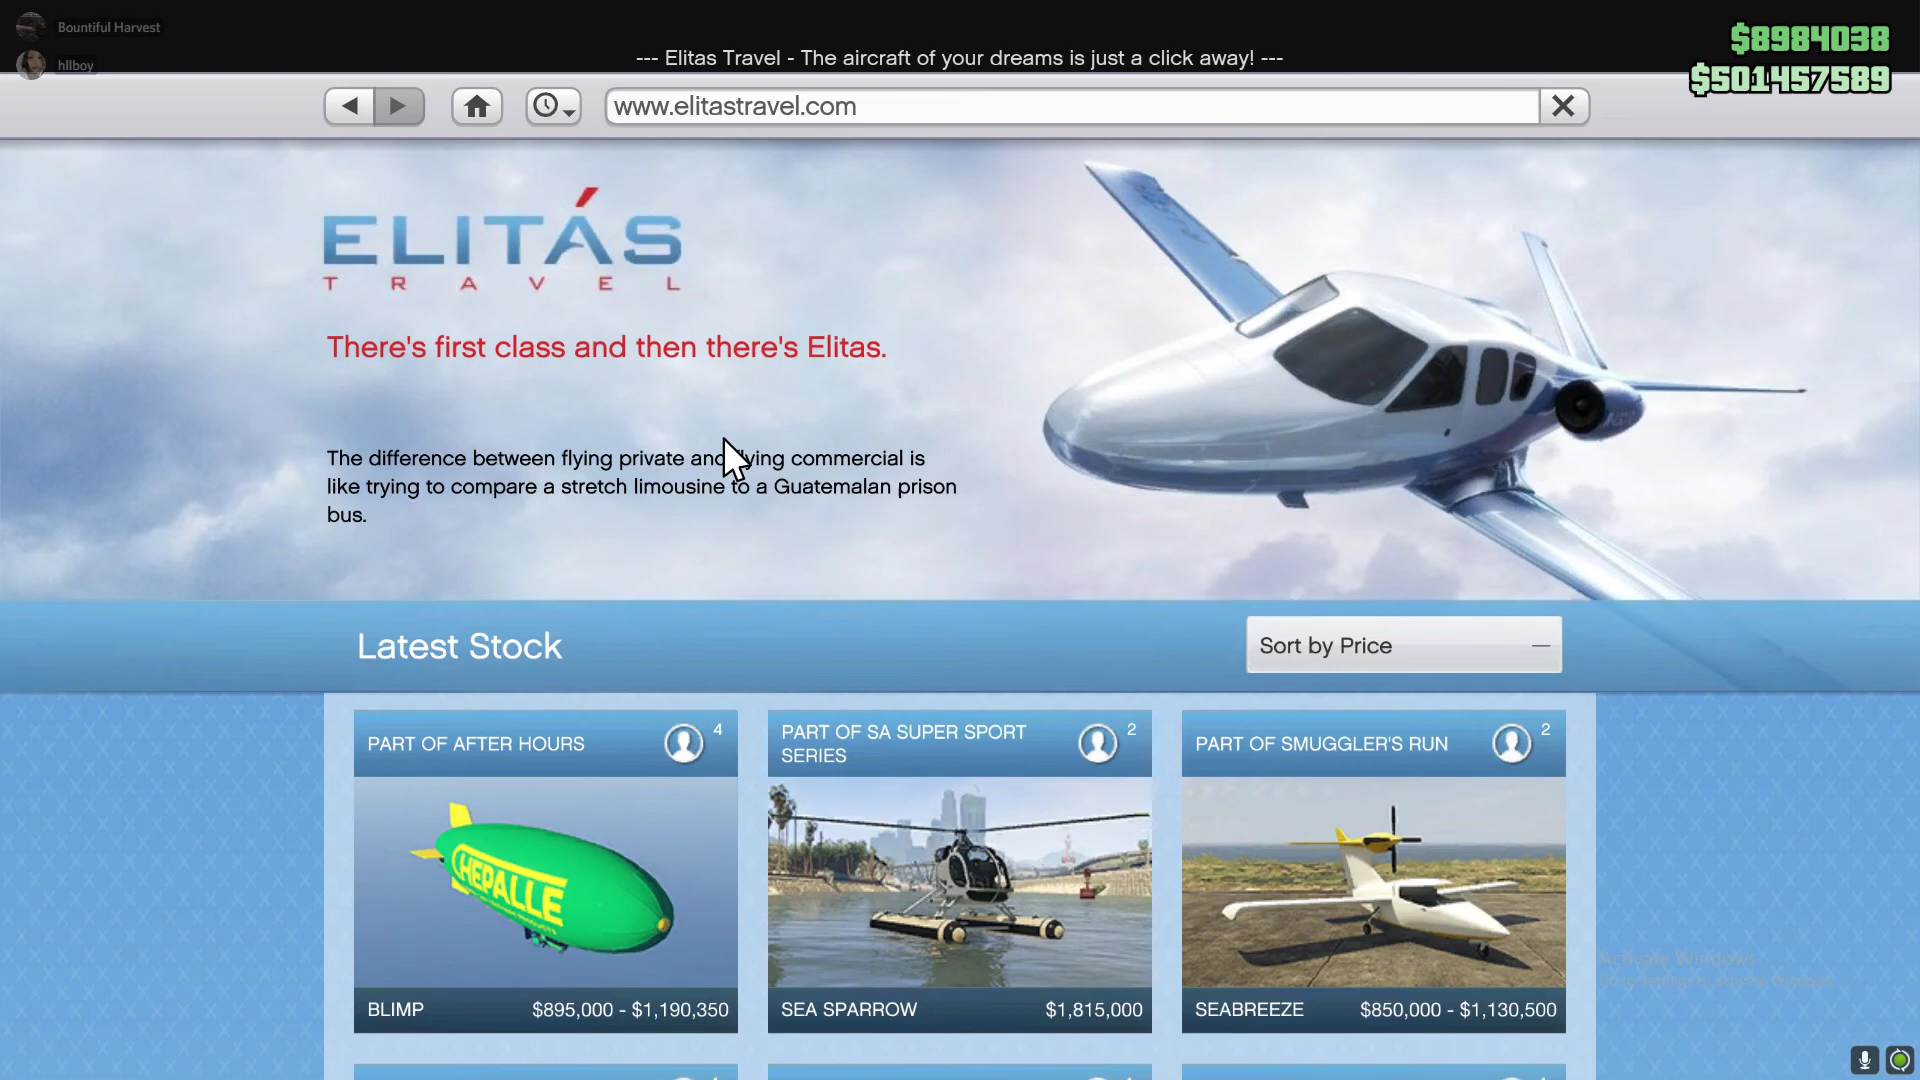 Bountiful Harvest
hllboy
--- Elitas Travel - The aircraft of your dreams is just a click away! ---
$8984038
$501457589
www.elitastravel.com
ELITÁS
TRAVEL
There's first class and then there's Elitas.
The difference between flying private and flying commercial is
like trying to compare a stretch limousine to a Guatemalan prison
bus.
Latest Stock
Sort by Price
PART OF AFTER HOURS
4
PART OF SA SUPER SPORT
SERIES
2
PART OF SMUGGLER'S RUN
2
HEPALLE
BLIMP
$895,000 - $1,190,350
SEA SPARROW
$1,815,000
SEABREEZE
$850,000 - $1,130,500
Activate Windows